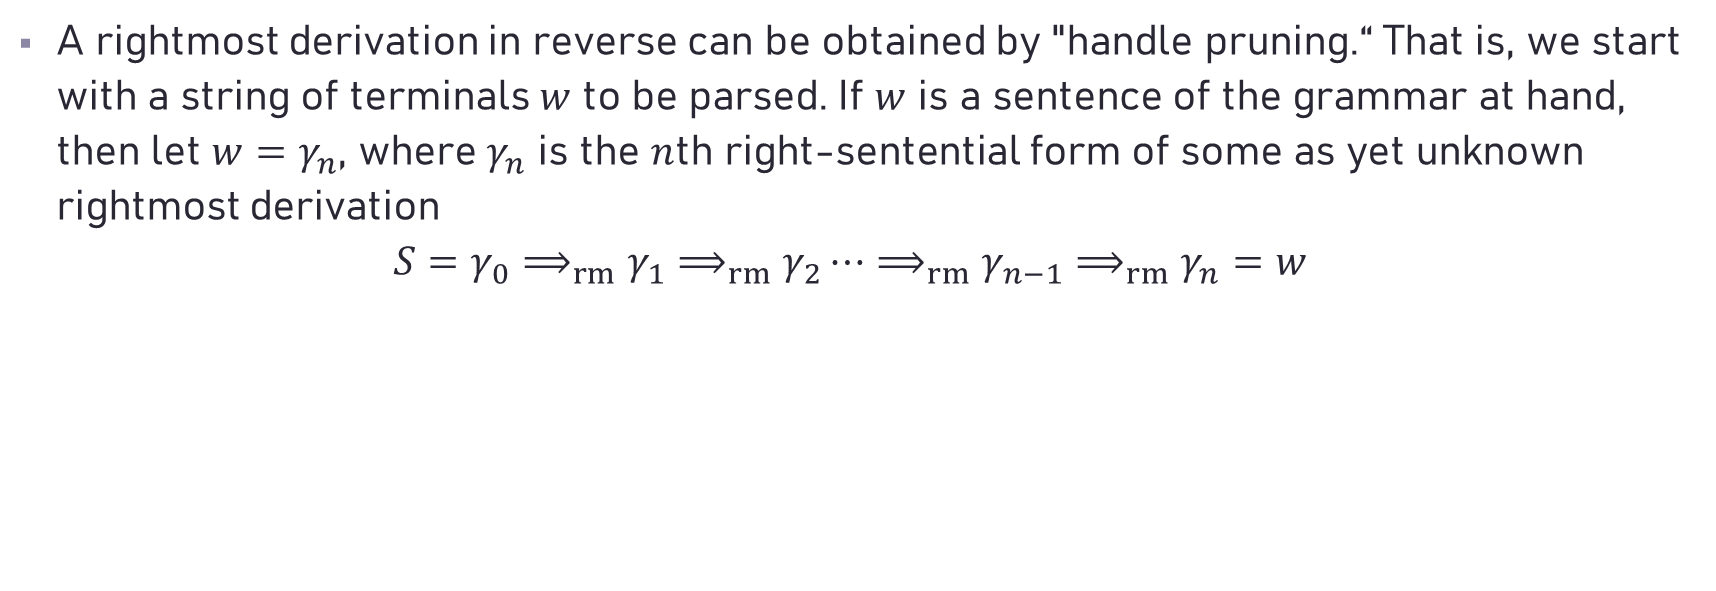 ▪ A rightmost derivation in reverse can be obtained by "handle pruning.“ That is, we start
with a string of terminals w to be parsed. If w is a sentence of the grammar at hand,
then let w = γₙ, where γₙ is the nth right-sentential form of some as yet unknown
rightmost derivation
S = γ₀ ⟹rm γ₁ ⟹rm γ₂ ⋯ ⟹rm γₙ₋₁ ⟹rm γₙ = w